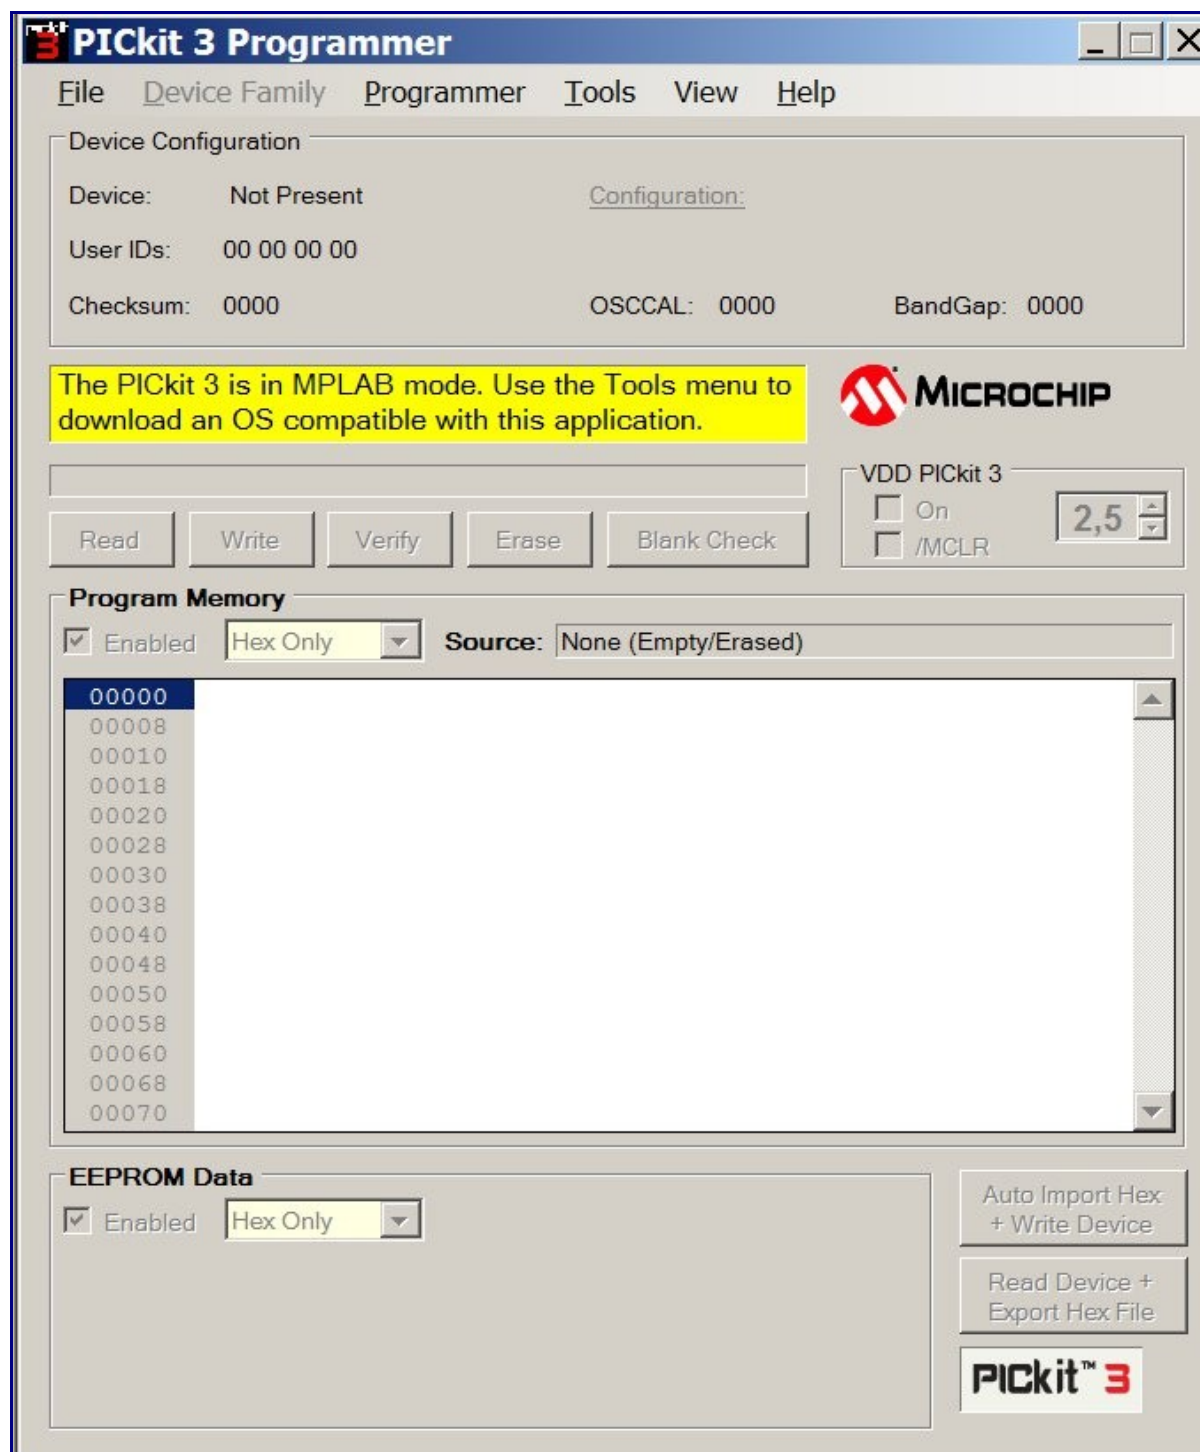 PICkit 3 Programmer
File Device Family Programmer Tools View Help
Device Configuration
Device: Not Present Configuration:
User IDs: 00 00 00 00
Checksum: 0000 OSCCAL: 0000 BandGap: 0000
The PICkit 3 is in MPLAB mode. Use the Tools menu to
download an OS compatible with this application.
MICROCHIP
VDD PICkit 3
On
/MCLR
2,5
Read Write Verify Erase Blank Check
Program Memory
Enabled Hex Only Source: None (Empty/Erased)
00000
00008
00010
00018
00020
00028
00030
00038
00040
00048
00050
00058
00060
00068
00070
EEPROM Data
Enabled Hex Only
Auto Import Hex
+ Write Device
Read Device +
Export Hex File
PICkit™ 3